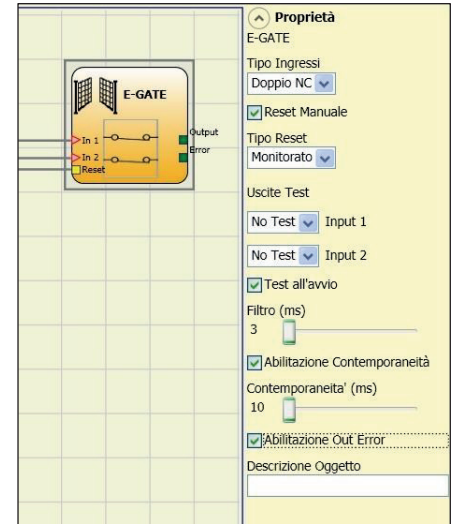 E-GATE
In 1
In 2
Reset
Output
Error
Proprietà
E-GATE
Tipo Ingressi
Doppio NC
Reset Manuale
Tipo Reset
Monitorato
Uscite Test
No Test Input 1
No Test Input 2
Test all'avvio
Filtro (ms)
3
Abilitazione Contemporaneità
Contemporaneita' (ms)
10
Abilitazione Out Error
Descrizione Oggetto